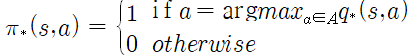 π*(s,a) = { 1 if a = argmax_{a∈A} q*(s,a)
0 otherwise